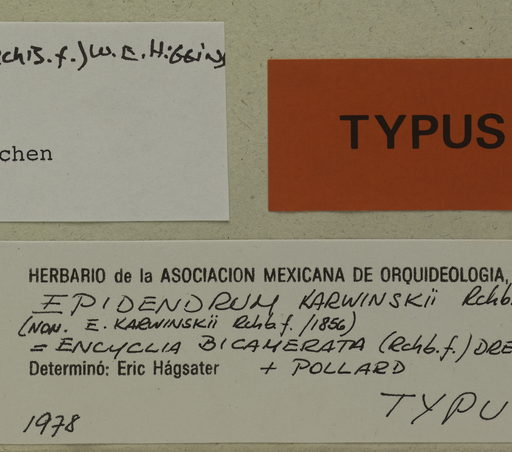 chB.f.) W. E. Higgins
chen
TYPUS
HERBARIO de la ASOCIACION MEXICANA DE ORQUIDEOLOGIA,
EPIDENDRUM KARWINSKII Rchb.
(NON. E. KARWINSKII Rchb.f. /1856)
= ENCYCLIA BICAMERATA (Rchb.f.) DRE
Determinó: Eric Hágsater + POLLARD
TYPU
1978